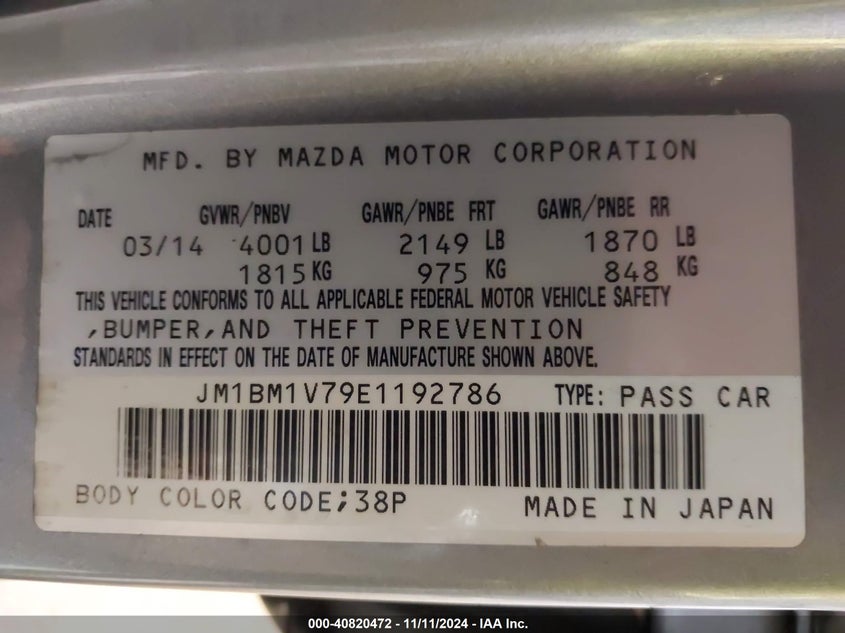 MFD. BY MAZDA MOTOR CORPORATION
DATE GVWR/PNBV GAWR/PNBE FRT GAWR/PNBE RR
03/14 4001 LB 2149 LB 1870 LB
1815 KG 975 KG 848 KG
THIS VEHICLE CONFORMS TO ALL APPLICABLE FEDERAL MOTOR VEHICLE SAFETY
,BUMPER,AND THEFT PREVENTION
STANDARDS IN EFFECT ON THE DATE OF MANUFACTURE SHOWN ABOVE.
JM1BM1V79E1192786 TYPE: PASS CAR
BODY COLOR CODE;38P MADE IN JAPAN
000-40820472 - 11/11/2024 - IAA Inc.